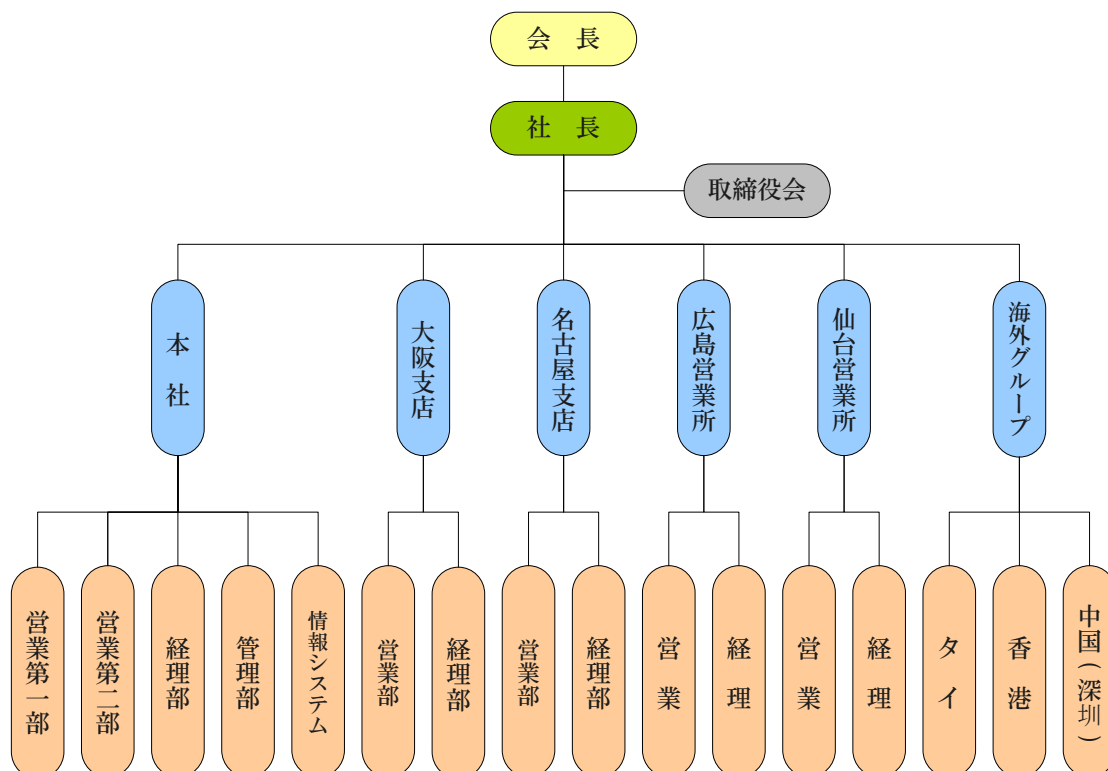 会　長
社　長
取締役会
本　社
大阪支店
名古屋支店
広島営業所
仙台営業所
海外グループ
営業第一部
営業第二部
経理部
管理部
情報システム
営業部
経理部
営業部
経理部
営　業
経　理
営　業
経　理
タ　イ
香　港
中国（深圳）